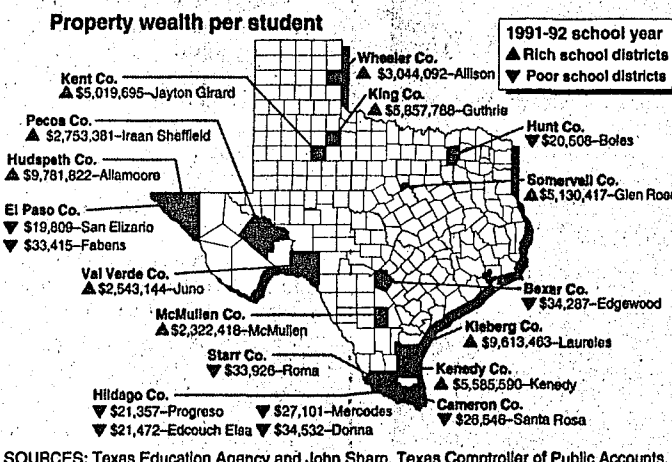 Property wealth per student
1991-92 school year
▲ Rich school districts
▼ Poor school districts
Wheeler Co.
▲ $3,044,092–Allison
Kent Co.
▲ $5,019,695–Jayton Girard
King Co.
▲ $5,857,788–Guthrie
Pecos Co.
▲ $2,753,381–Iraan Sheffield
Hunt Co.
▼ $20,508–Boles
Hudspeth Co.
▲ $9,781,822–Allamoore
Somervell Co.
▲ $5,130,417–Glen Rose
El Paso Co.
▼ $19,809–San Elizario
▼ $33,415–Fabens
Val Verde Co.
▲ $2,543,144–Juno
Bexar Co.
▼ $34,287–Edgewood
McMullen Co.
▲ $2,322,418–McMullen
Kleberg Co.
▲ $9,613,463–Laureles
Starr Co.
▼ $33,926–Roma
Kenedy Co.
▲ $5,585,590–Kenedy
Hildago Co.
▼ $21,357–Progreso ▼ $27,101–Mercedes
▼ $21,472–Edcouch Elsa ▼ $34,532–Donna
Cameron Co.
▼ $26,546–Santa Rosa
SOURCES: Texas Education Agency and John Sharp, Texas Comptroller of Public Accounts.